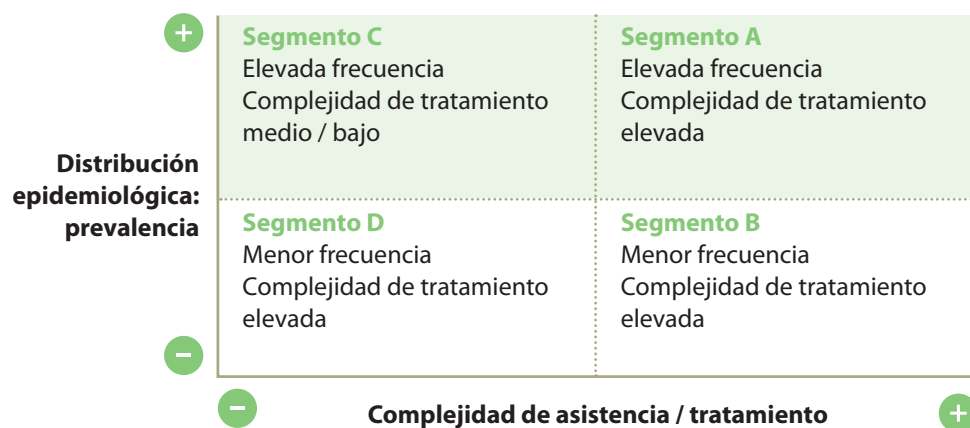 +
Segmento C
Elevada frecuencia
Complejidad de tratamiento
medio / bajo
Segmento A
Elevada frecuencia
Complejidad de tratamiento
elevada
Distribución
epidemiológica:
prevalencia
Segmento D
Menor frecuencia
Complejidad de tratamiento
elevada
Segmento B
Menor frecuencia
Complejidad de tratamiento
elevada
−
−
Complejidad de asistencia / tratamiento
+